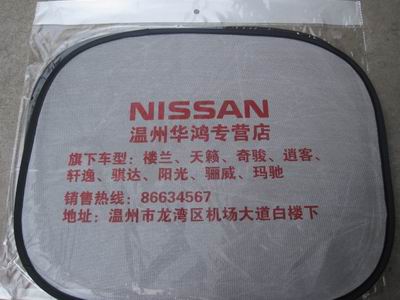 NISSAN
温州华鸿专营店
旗下车型：楼兰、天籁、奇骏、逍客、
轩逸、骐达、阳光、骊威、玛驰
销售热线：86634567
地址：温州市龙湾区机场大道白楼下